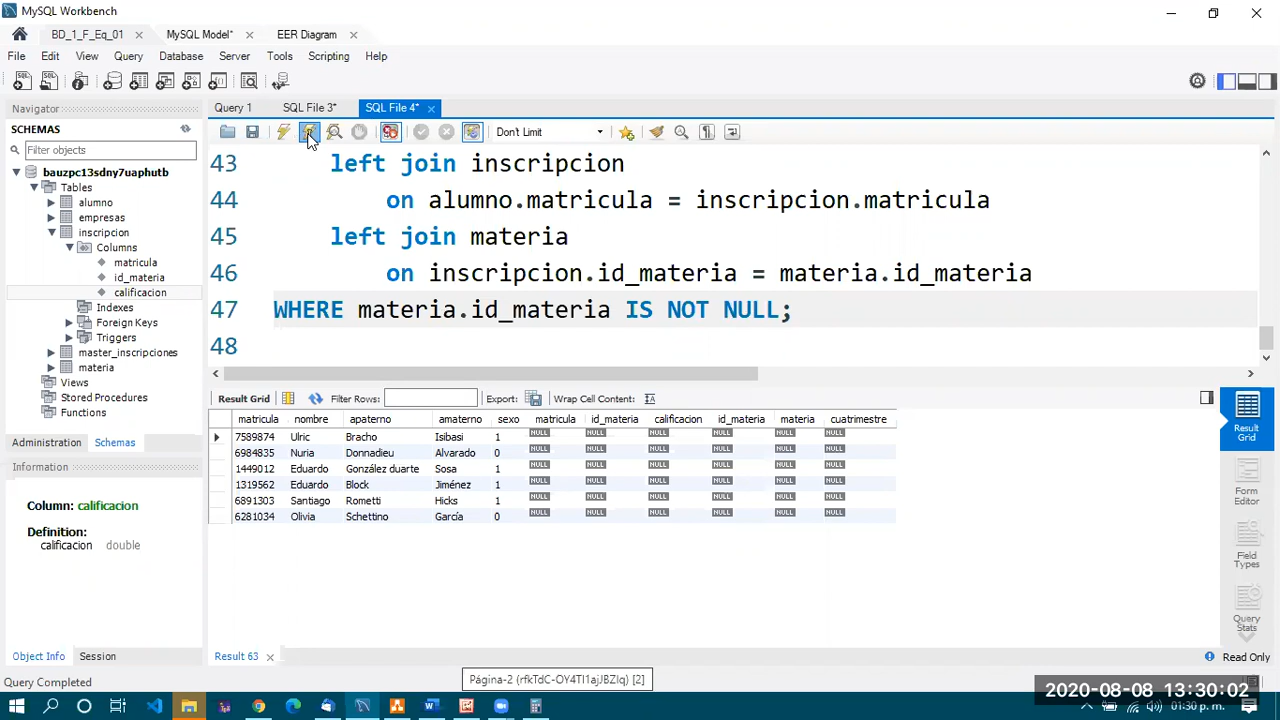 MySQL Workbench
BD_1_F_Eq_01
MySQL Model*
EER Diagram
File Edit View Query Database Server Tools Scripting Help
Navigator
Query 1
SQL File 3*
SQL File 4*
SCHEMAS
Don't Limit
Filter objects
bauzpc13sdny7uaphutb
Tables
alumno
empresas
inscripcion
Columns
matricula
id_materia
calificacion
Indexes
Foreign Keys
Triggers
master_inscripciones
materia
Views
Stored Procedures
Functions
Administration Schemas
Information
Column: calificacion
Definition:
calificacion double
Object Info Session
43 left join inscripcion
44 on alumno.matricula = inscripcion.matricula
45 left join materia
46 on inscripcion.id_materia = materia.id_materia
47 WHERE materia.id_materia IS NOT NULL;
48
Result Grid Filter Rows: Export: Wrap Cell Content:
matricula nombre apaterno amaterno sexo matricula id_materia calificacion id_materia materia cuatrimestre
7589874 Ulric Bracho Isibasi 1 NULL NULL NULL NULL NULL NULL
6984835 Nuria Donnadieu Alvarado 0 NULL NULL NULL NULL NULL NULL
1449012 Eduardo González duarte Sosa 1 NULL NULL NULL NULL NULL NULL
1319562 Eduardo Block Jiménez 1 NULL NULL NULL NULL NULL NULL
6891303 Santiago Rometti Hicks 1 NULL NULL NULL NULL NULL NULL
6281034 Olivia Schettino García 0 NULL NULL NULL NULL NULL NULL
Result
Grid
Form
Editor
Field
Types
Query
Stats
Result 63
Read Only
Query Completed
Página-2 (rfkTdC-OY4TI1ajJBZIq) [2]
2020-08-08 13:30:02
01:30 p. m.